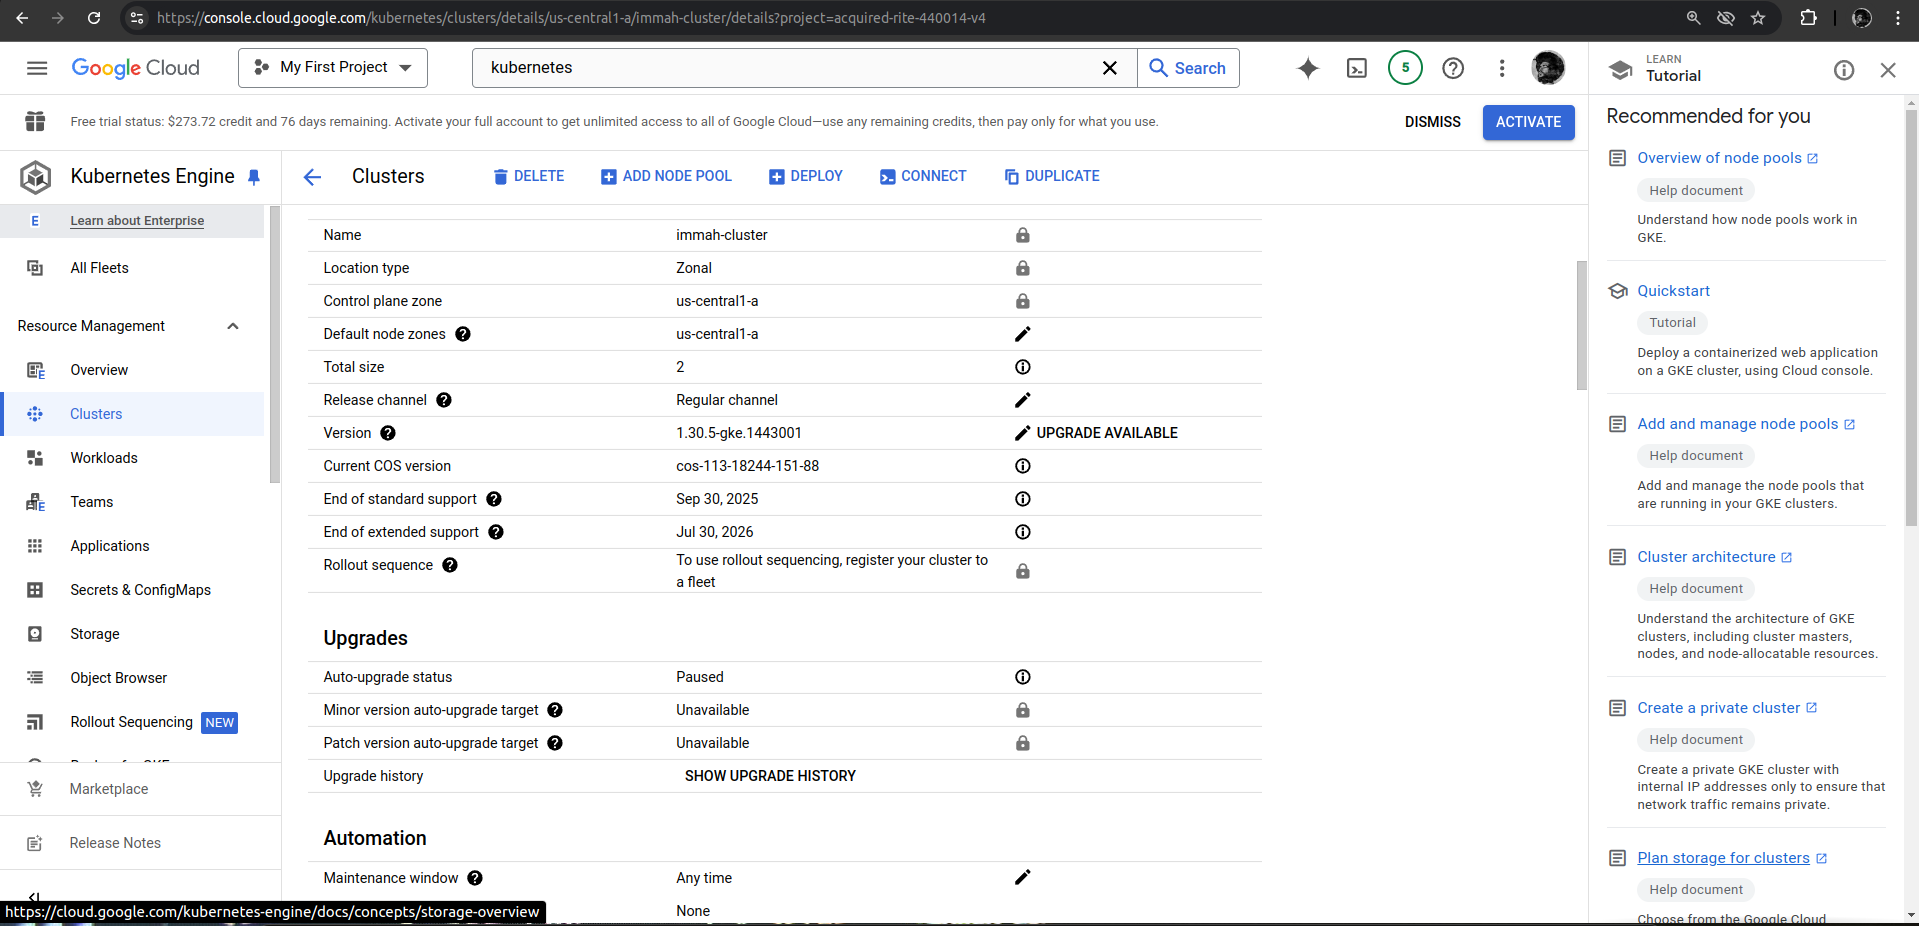 https://console.cloud.google.com/kubernetes/clusters/details/us-central1-a/immah-cluster/details?project=acquired-rite-440014-v4
Google Cloud
My First Project
kubernetes
Search
5
LEARN
Tutorial
Free trial status: $273.72 credit and 76 days remaining. Activate your full account to get unlimited access to all of Google Cloud—use any remaining credits, then pay only for what you use.
DISMISS
ACTIVATE
Kubernetes Engine
Clusters
DELETE
ADD NODE POOL
DEPLOY
CONNECT
DUPLICATE
E
Learn about Enterprise
All Fleets
Resource Management
Overview
Clusters
Workloads
Teams
Applications
Secrets & ConfigMaps
Storage
Object Browser
Rollout Sequencing NEW
Marketplace
Release Notes
Name immah-cluster
Location type Zonal
Control plane zone us-central1-a
Default node zones us-central1-a
Total size 2
Release channel Regular channel
Version 1.30.5-gke.1443001 UPGRADE AVAILABLE
Current COS version cos-113-18244-151-88
End of standard support Sep 30, 2025
End of extended support Jul 30, 2026
Rollout sequence To use rollout sequencing, register your cluster to
a fleet
Upgrades
Auto-upgrade status Paused
Minor version auto-upgrade target Unavailable
Patch version auto-upgrade target Unavailable
Upgrade history SHOW UPGRADE HISTORY
Automation
Maintenance window Any time
None
Recommended for you
Overview of node pools
Help document
Understand how node pools work in
GKE.
Quickstart
Tutorial
Deploy a containerized web application
on a GKE cluster, using Cloud console.
Add and manage node pools
Help document
Add and manage the node pools that
are running in your GKE clusters.
Cluster architecture
Help document
Understand the architecture of GKE
clusters, including cluster masters,
nodes, and node-allocatable resources.
Create a private cluster
Help document
Create a private GKE cluster with
internal IP addresses only to ensure that
network traffic remains private.
Plan storage for clusters
Help document
Choose from the Google Cloud
https://cloud.google.com/kubernetes-engine/docs/concepts/storage-overview